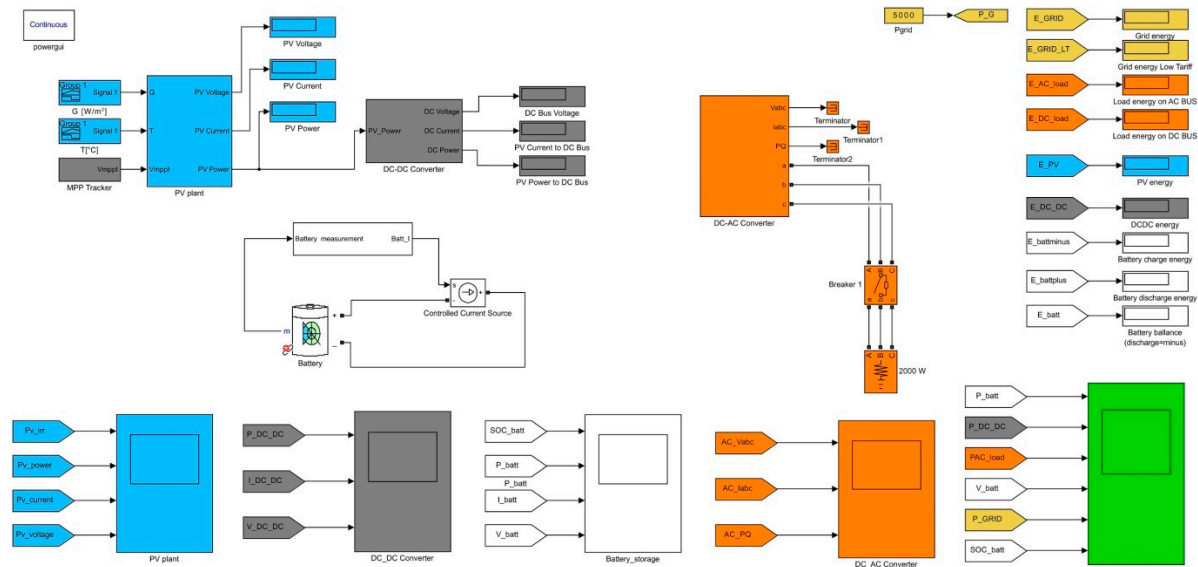 Continuous
powergui
PV Voltage
PV Current
PV Power
Group 1
Signal 1
G [W/m²]
Group 1
Signal 1
T[°C]
Vmppt
MPP Tracker
G
T
Vmppt
PV Voltage
PV Current
PV Power
PV plant
PV_Power
DC Voltage
DC Current
DC Power
DC-DC Converter
DC Bus Voltage
PV Current to DC Bus
PV Power to DC Bus
5000
Pgrid
P_G
E_GRID
Grid energy
E_GRID_LT
Grid energy Low Tariff
E_AC_load
Load energy on AC BUS
E_DC_load
Load energy on DC BUS
E_PV
PV energy
E_DC_DC
DCDC energy
E_battminus
Battery charge energy
E_battplus
Battery discharge energy
E_batt
Battery ballance
(discharge=minus)
Vabc
Iabc
PQ
a
b
c
DC-AC Converter
Terminator
Terminator1
Terminator2
A B C
Breaker 1
a b c
A B C
2000 W
Battery measurement
Batt_I
s
-
+
Controlled Current Source
m
+
_
Battery
Pv_irr
Pv_power
Pv_current
Pv_voltage
PV plant
P_DC_DC
I_DC_DC
V_DC_DC
DC_DC Converter
SOC_batt
P_batt
P_batt
I_batt
V_batt
Battery_storage
AC_Vabc
AC_Iabc
AC_PQ
DC_AC Converter
P_batt
P_DC_DC
PAC_load
V_batt
P_GRID
SOC_batt